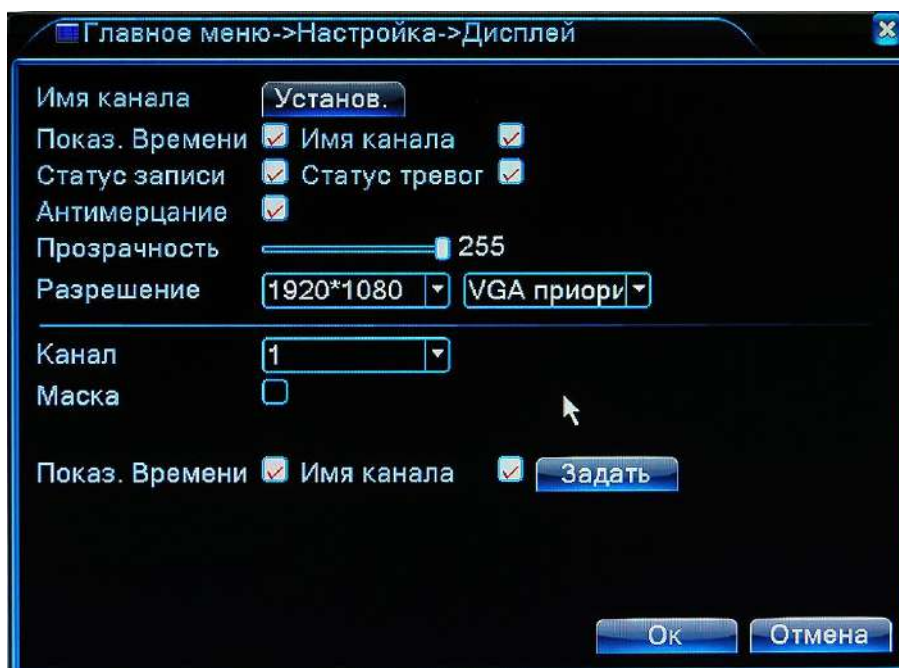 Главное меню->Настройка->Дисплей
Имя канала Установ.
Показ. Времени Имя канала
Статус записи Статус тревог
Антимерцание
Прозрачность 255
Разрешение 1920*1080 VGA приори
Канал 1
Маска
Показ. Времени Имя канала Задать
Ок Отмена